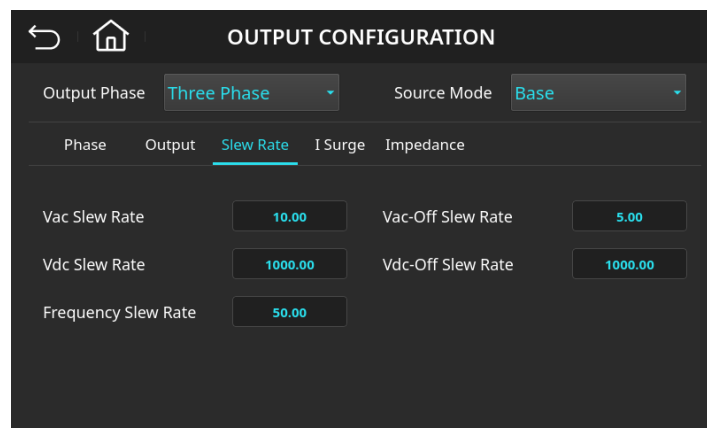 OUTPUT CONFIGURATION
Output Phase Three Phase Source Mode Base
Phase Output Slew Rate I Surge Impedance
Vac Slew Rate 10.00 Vac-Off Slew Rate 5.00
Vdc Slew Rate 1000.00 Vdc-Off Slew Rate 1000.00
Frequency Slew Rate 50.00